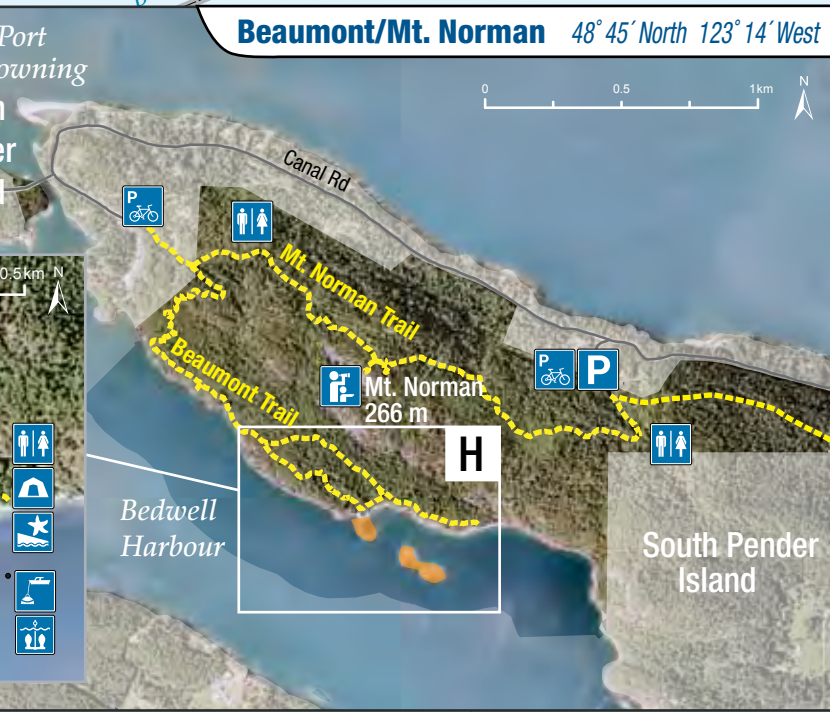 Beaumont/Mt. Norman 48° 45´ North 123° 14´ West
Port
0 0.5 1km N
Canal Rd
P
Mt. Norman Trail
0.5km N
Beaumont Trail
P P
Mt. Norman
266 m
H
Bedwell
Harbour
South Pender
Island